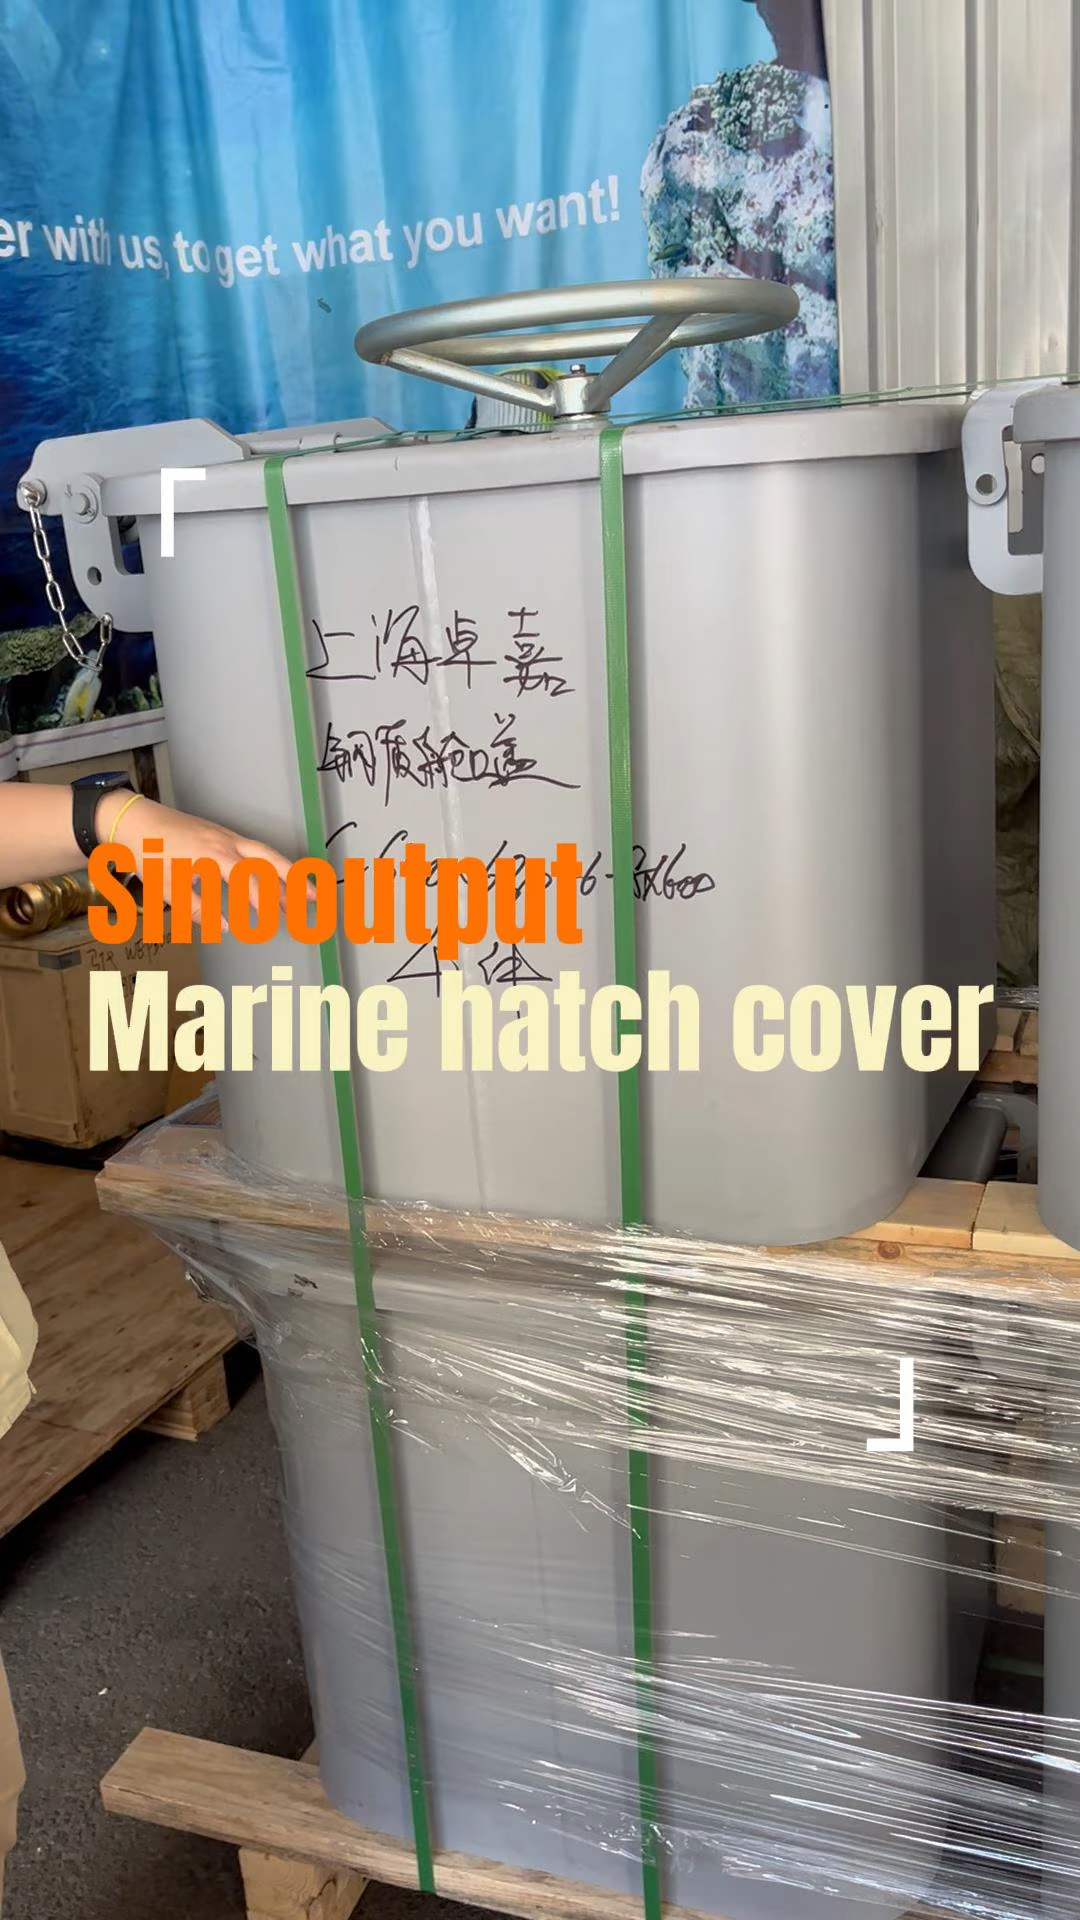 er with us, to get what you want!
上海卓嘉
钢质舱口盖
Sinooutput
Marine hatch cover